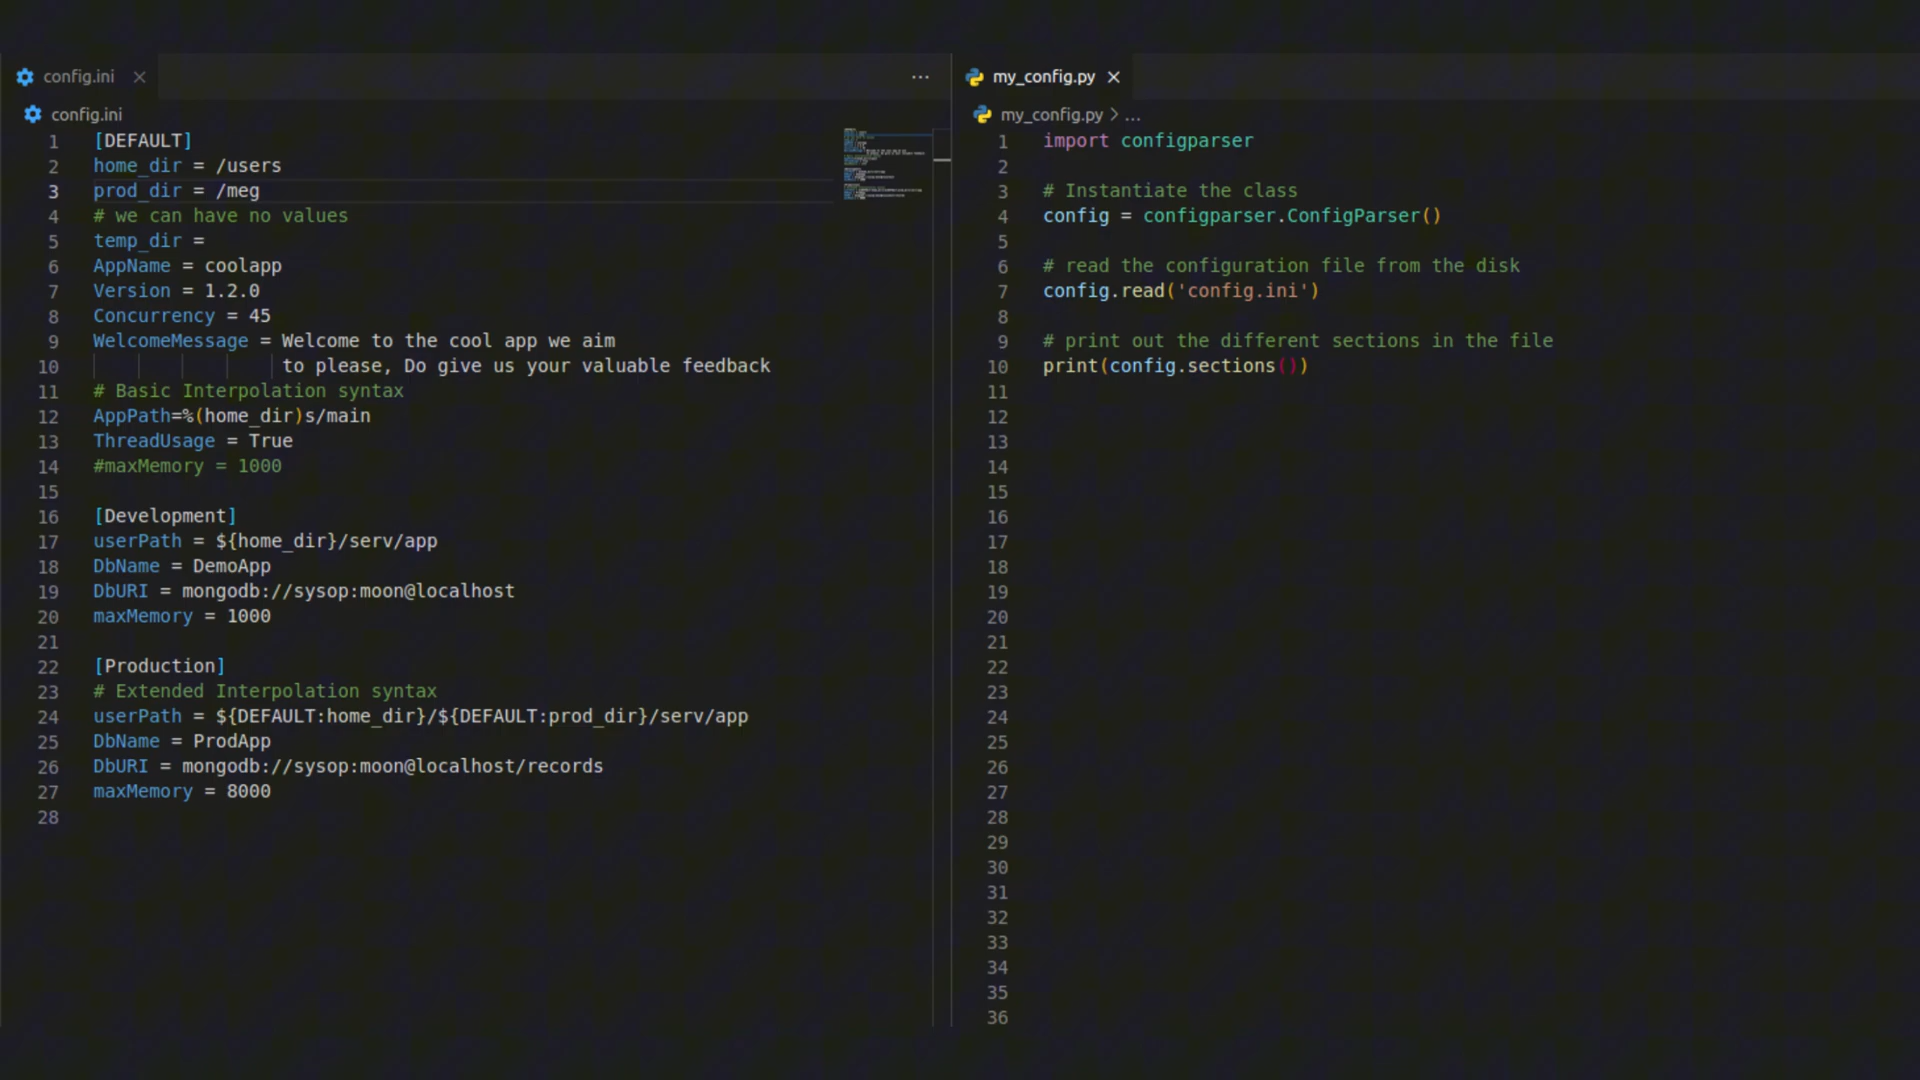 config.ini
config.ini
1 [DEFAULT]
2 home_dir = /users
3 prod_dir = /meg
4 # we can have no values
5 temp_dir =
6 AppName = coolapp
7 Version = 1.2.0
8 Concurrency = 45
9 WelcomeMessage = Welcome to the cool app we aim
10 to please, Do give us your valuable feedback
11 # Basic Interpolation syntax
12 AppPath=%(home_dir)s/main
13 ThreadUsage = True
14 #maxMemory = 1000
15
16 [Development]
17 userPath = ${home_dir}/serv/app
18 DbName = DemoApp
19 DbURI = mongodb://sysop:moon@localhost
20 maxMemory = 1000
21
22 [Production]
23 # Extended Interpolation syntax
24 userPath = ${DEFAULT:home_dir}/${DEFAULT:prod_dir}/serv/app
25 DbName = ProdApp
26 DbURI = mongodb://sysop:moon@localhost/records
27 maxMemory = 8000
28
my_config.py
my_config.py > ...
1 import configparser
2
3 # Instantiate the class
4 config = configparser.ConfigParser()
5
6 # read the configuration file from the disk
7 config.read('config.ini')
8
9 # print out the different sections in the file
10 print(config.sections())
11
12
13
14
15
16
17
18
19
20
21
22
23
24
25
26
27
28
29
30
31
32
33
34
35
36